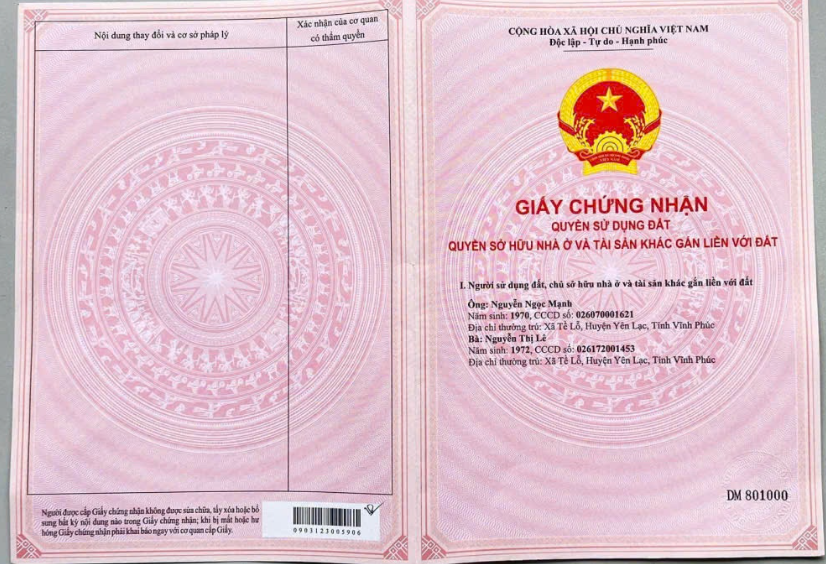 Nội dung thay đổi và cơ sở pháp lý
Xác nhận của cơ quan
có thẩm quyền
Người được cấp Giấy chứng nhận không được sửa chữa, tẩy xóa hoặc bổ
sung bất kỳ nội dung nào trong Giấy chứng nhận; khi bị mất hoặc hư
hỏng Giấy chứng nhận phải khai báo ngay với cơ quan cấp Giấy.
0903123005906
CỘNG HÒA XÃ HỘI CHỦ NGHĨA VIỆT NAM
Độc lập - Tự do - Hạnh phúc
GIẤY CHỨNG NHẬN
QUYỀN SỬ DỤNG ĐẤT
QUYỀN SỞ HỮU NHÀ Ở VÀ TÀI SẢN KHÁC GẮN LIỀN VỚI ĐẤT
I. Người sử dụng đất, chủ sở hữu nhà ở và tài sản khác gắn liền với đất
Ông: Nguyễn Ngọc Mạnh
Năm sinh: 1970, CCCD số: 026070001621
Địa chỉ thường trú: Xã Tề Lỗ, Huyện Yên Lạc, Tỉnh Vĩnh Phúc
Bà: Nguyễn Thị Lê
Năm sinh: 1972, CCCD số: 026172001453
Địa chỉ thường trú: Xã Tề Lỗ, Huyện Yên Lạc, Tỉnh Vĩnh Phúc
DM 801000